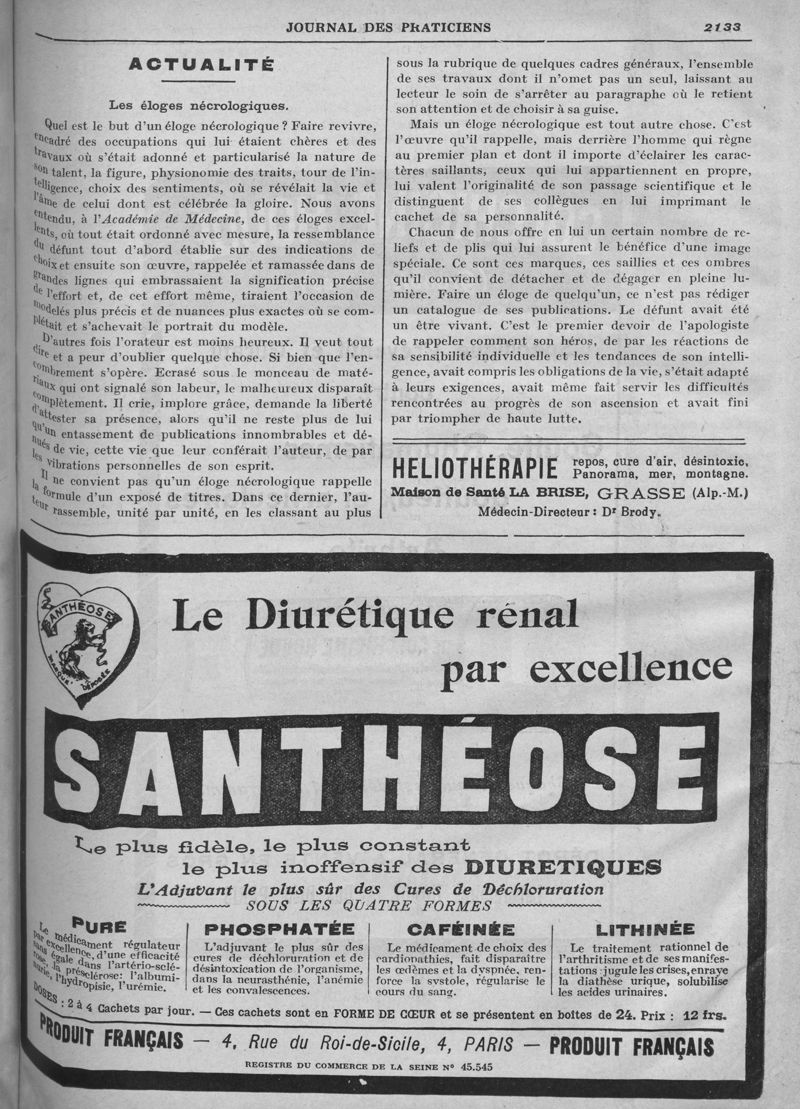 JOURNAL DES PRATICIENS 2133
ACTUALITÉ
Les éloges nécrologiques.
Quel est le but d'un éloge nécrologique ? Faire revivre,
encadré des occupations qui lui étaient chères et des
travaux où s'était adonné et particularisé la nature de
son talent, la figure, physionomie des traits, tour de l'in-
telligence, choix des sentiments, où se révélait la vie et
l'âme de celui dont est célébrée la gloire. Nous avons
entendu, à l'Académie de Médecine, de ces éloges excel-
lents, où tout était ordonné avec mesure, la ressemblance
du défunt tout d'abord établie sur des indications de
choix et ensuite son œuvre, rappelée et ramassée dans de
grandes lignes qui embrassaient la signification précise
de l'effort et, de cet effort même, tiraient l'occasion de
modelés plus précis et de nuances plus exactes où se com-
plétait et s'achevait le portrait du modèle.
D'autres fois l'orateur est moins heureux. Il veut tout
dire et a peur d'oublier quelque chose. Si bien que l'en-
combrement s'opère. Ecrasé sous le monceau de maté-
riaux qui ont signalé son labeur, le malheureux disparaît
complètement. Il crie, implore grâce, demande la liberté
d'attester sa présence, alors qu'il ne reste plus de lui
qu'un entassement de publications innombrables et dé-
nuées de vie, cette vie que leur conférait l'auteur, de par
les vibrations personnelles de son esprit.
Il ne convient pas qu'un éloge nécrologique rappelle
la formule d'un exposé de titres. Dans ce dernier, l'au-
teur rassemble, unité par unité, en les classant au plus
sous la rubrique de quelques cadres généraux, l'ensemble
de ses travaux dont il n'omet pas un seul, laissant au
lecteur le soin de s'arrêter au paragraphe où le retient
son attention et de choisir à sa guise.
Mais un éloge nécrologique est tout autre chose. C'est
l'œuvre qu'il rappelle, mais derrière l'homme qui règne
au premier plan et dont il importe d'éclairer les carac-
tères saillants, ceux qui lui appartiennent en propre,
lui valent l'originalité de son passage scientifique et le
distinguent de ses collègues en lui imprimant le
cachet de sa personnalité.
Chacun de nous offre en lui un certain nombre de re-
liefs et de plis qui lui assurent le bénéfice d'une image
spéciale. Ce sont ces marques, ces saillies et ces ombres
qu'il convient de détacher et de dégager en pleine lu-
mière. Faire un éloge de quelqu'un, ce n'est pas rédiger
un catalogue de ses publications. Le défunt avait été
un être vivant. C'est le premier devoir de l'apologiste
de rappeler comment son héros, de par les réactions de
sa sensibilité individuelle et les tendances de son intelli-
gence, avait compris les obligations de la vie, s'était adapté
à leurs exigences, avait même fait servir les difficultés
rencontrées au progrès de son ascension et avait fini
par triompher de haute lutte.
HELIOTHÉRAPIE repos, cure d'air, désintoxic,
Panorama, mer, montagne.
Maison de Santé LA BRISE, GRASSE (Alp.-M.)
Médecin-Directeur : Dr Brody.
SANTHÉOSE
MARQUE DÉPOSÉE
Le Diurétique rénal
par excellence
SANTHÉOSE
Le plus fidèle, le plus constant
le plus inoffensif des DIURETIQUES
L'Adjuvant le plus sûr des Cures de Déchloruration
SOUS LES QUATRE FORMES
PURE
Le médicament régulateur
par excellence, d'une efficacité
sans égale dans l'artério-sclé-
rose, la présclérose: l'albumi-
nurie, l'hydropisie, l'urémie.
PHOSPHATÉE
L'adjuvant le plus sûr des
cures de déchloruration et de
désintoxication de l'organisme,
dans la neurasthénie, l'anémie
et les convalescences.
CAFÉINÉE
Le médicament de choix des
cardiopathies, fait disparaître
les œdèmes et la dyspnée, ren-
force la systole, régularise le
cours du sang.
LITHINÉE
Le traitement rationnel de
l'arthritisme et de ses manifes-
tations : jugule les crises, enraye
la diathèse urique, solubilise
les acides urinaires.
DOSES : 2 à 4 Cachets par jour. — Ces cachets sont en FORME DE CŒUR et se présentent en boîtes de 24. Prix : 12 frs.
PRODUIT FRANÇAIS — 4, Rue du Roi-de-Sicile, 4, PARIS — PRODUIT FRANÇAIS
REGISTRE DU COMMERCE DE LA SEINE N° 45.545